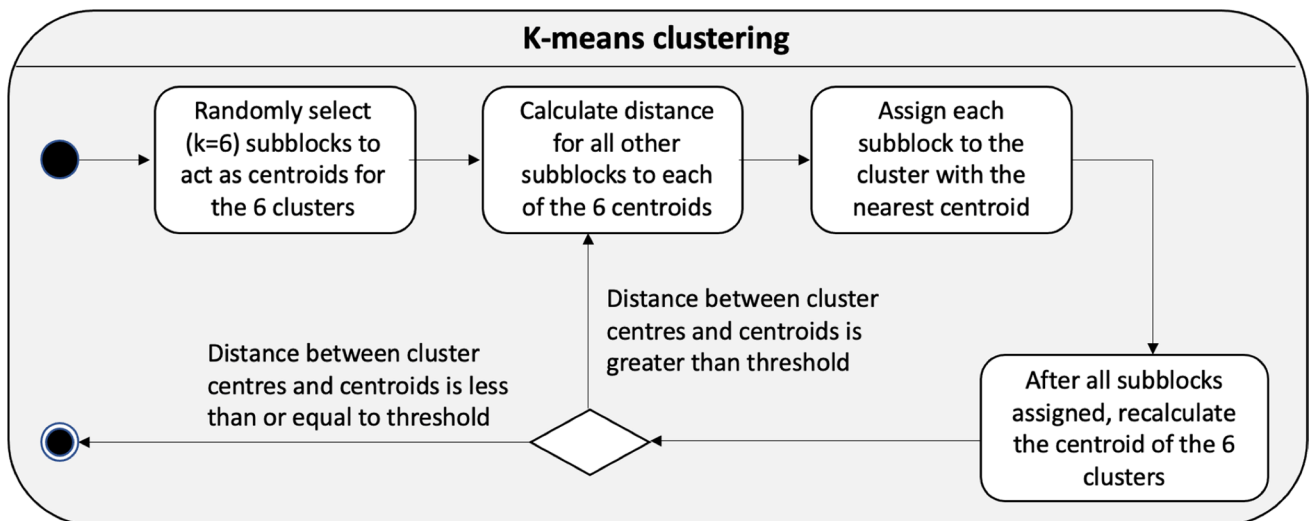 K-means clustering
Randomly select
(k=6) subblocks to
act as centroids for
the 6 clusters
Calculate distance
for all other
subblocks to each
of the 6 centroids
Assign each
subblock to the
cluster with the
nearest centroid
Distance between cluster
centres and centroids is
greater than threshold
Distance between cluster
centres and centroids is less
than or equal to threshold
After all subblocks
assigned, recalculate
the centroid of the 6
clusters